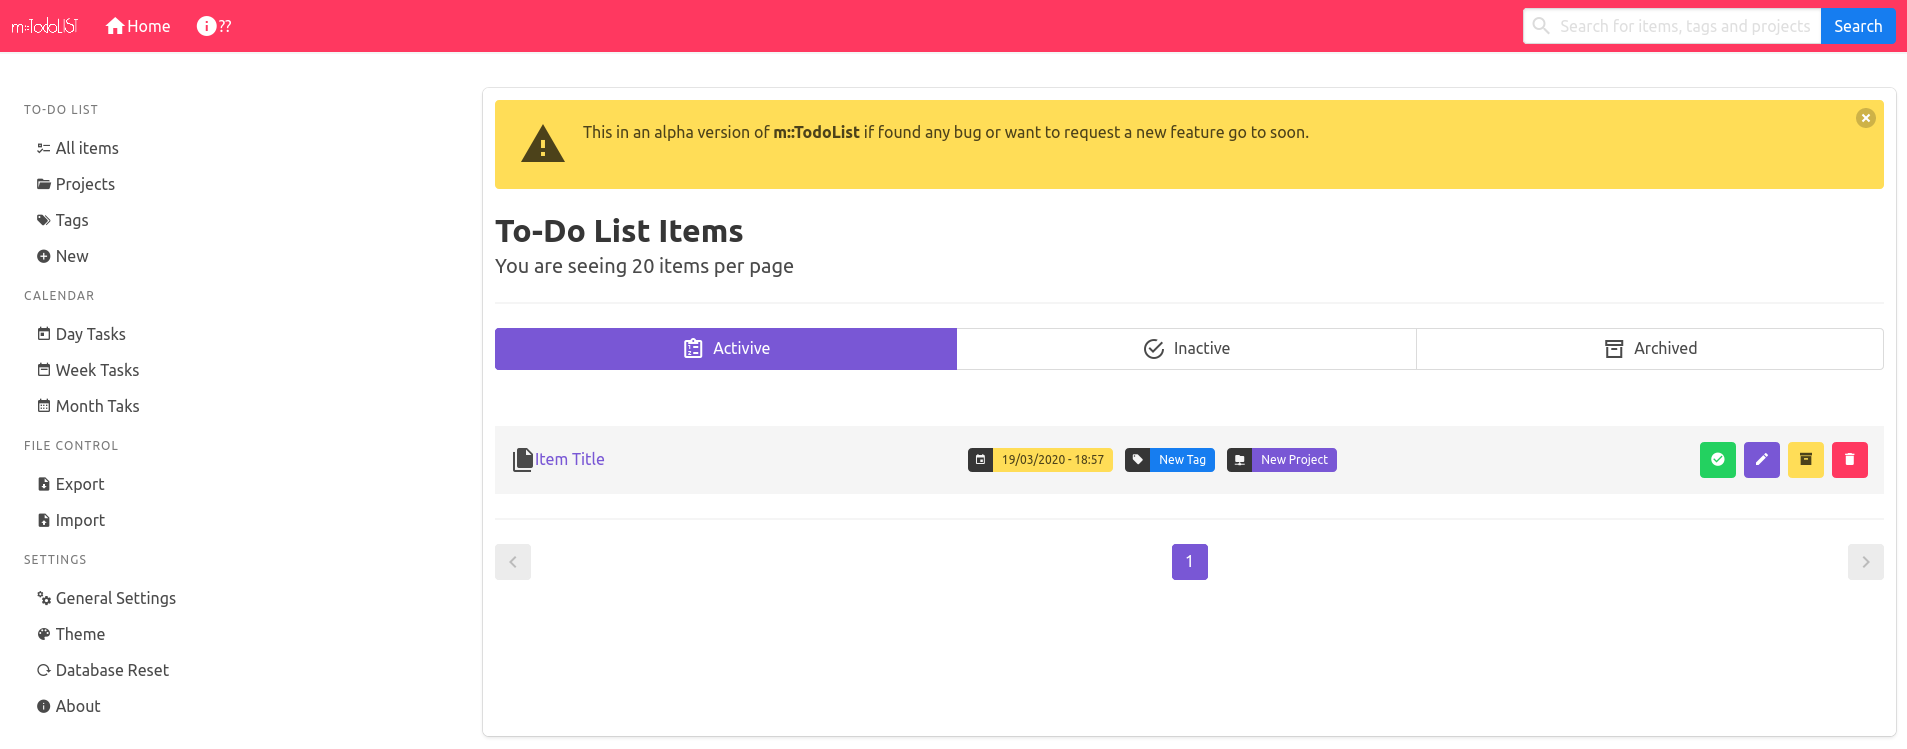 m::TodoLIST Home ?? Search for items, tags and projects Search
TO-DO LIST
All items
Projects
Tags
New
CALENDAR
Day Tasks
Week Tasks
Month Taks
FILE CONTROL
Export
Import
SETTINGS
General Settings
Theme
Database Reset
About
This in an alpha version of m::TodoList if found any bug or want to request a new feature go to soon.
To-Do List Items
You are seeing 20 items per page
Activive Inactive Archived
Item Title 19/03/2020 - 18:57 New Tag New Project
1